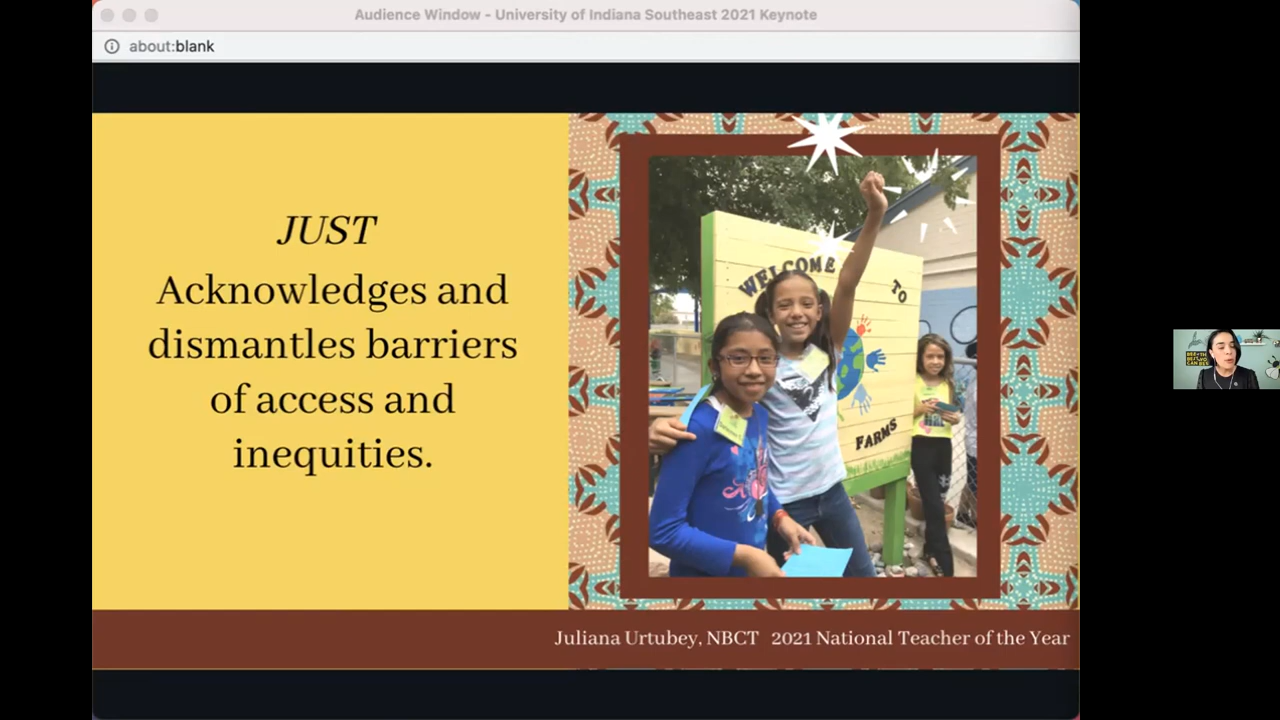 Audience Window - University of Indiana Southeast 2021 Keynote
about:blank
JUST
Acknowledges and
dismantles barriers
of access and
inequities.
WELCOME
TO
FARMS
Juliana Urtubey, NBCT 2021 National Teacher of the Year